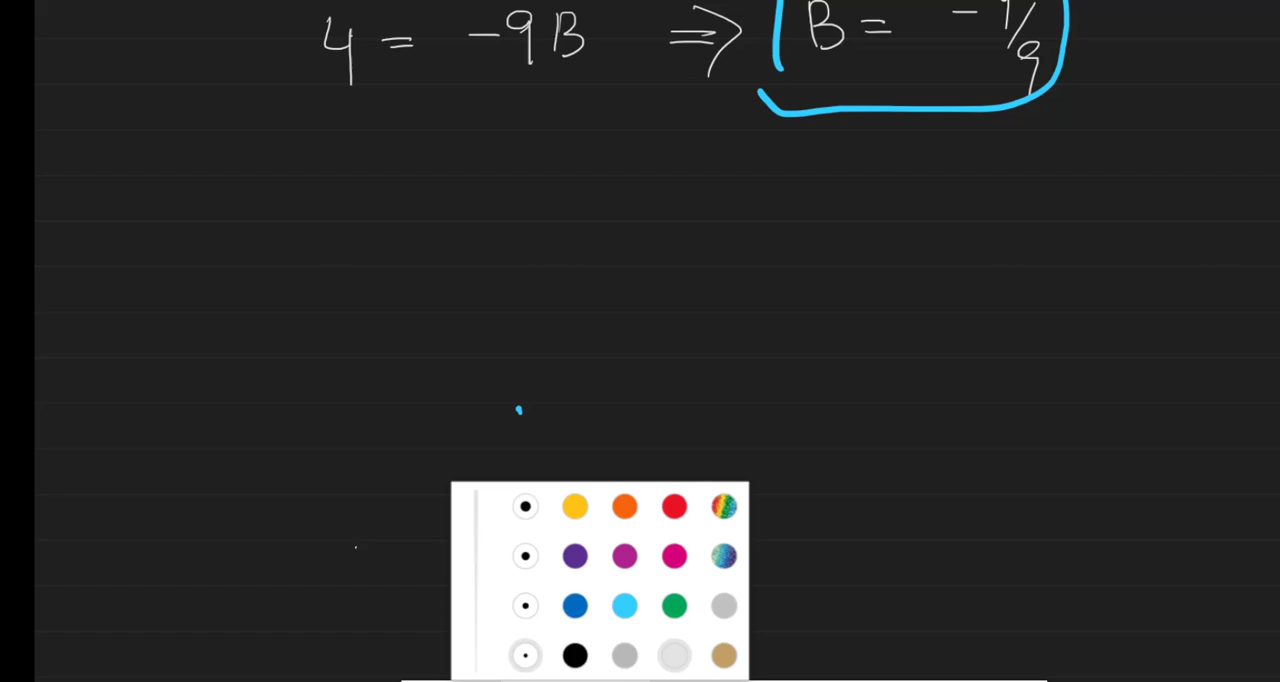 4 = -9B ⇒ B = -4/9